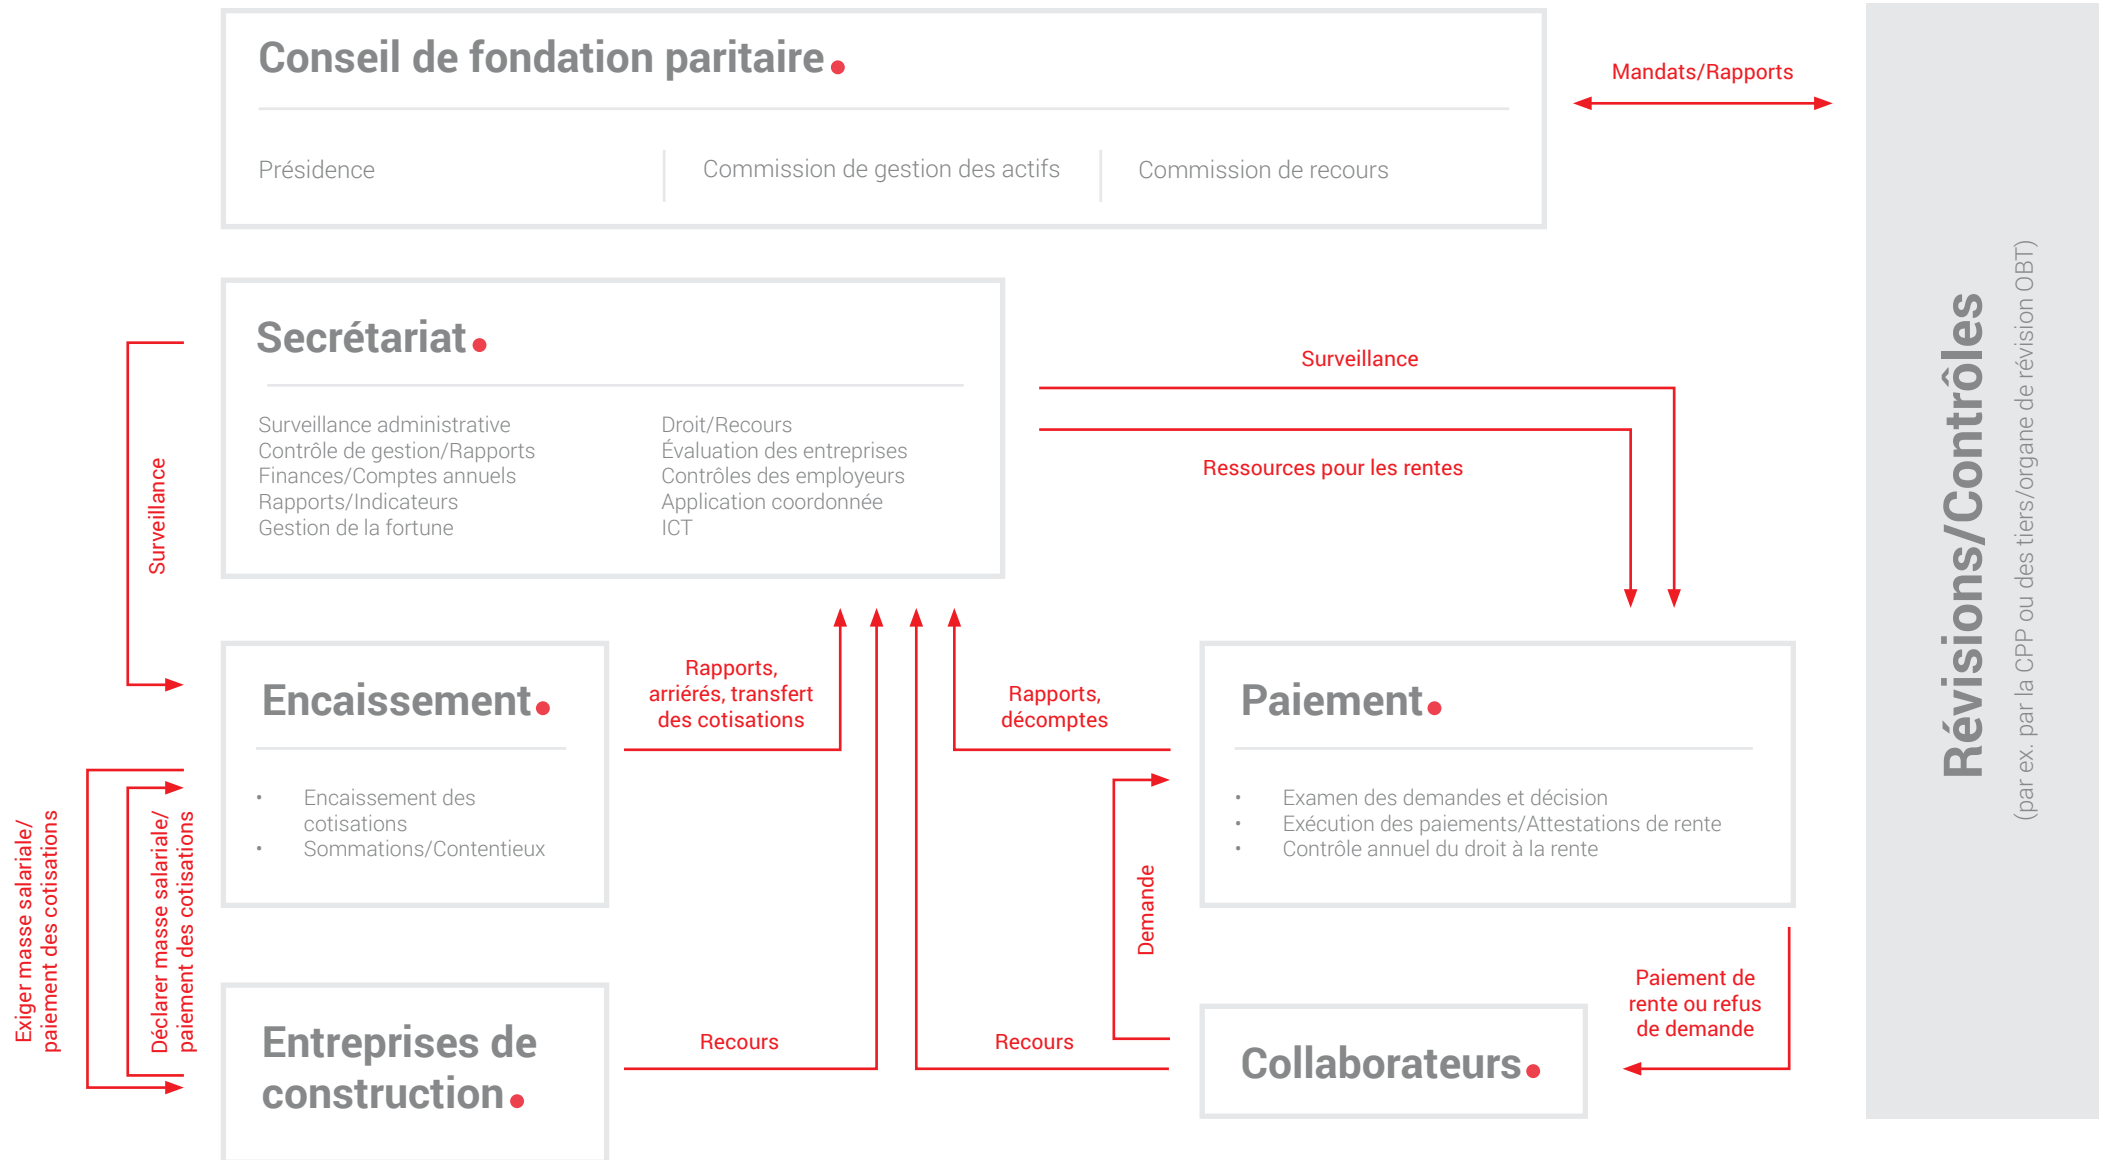 Conseil de fondation paritaire
Présidence
Commission de gestion des actifs
Commission de recours
Mandats/Rapports
Révisions/Contrôles
(par ex. par la CPP ou des tiers/organe de révision OBT)
Secrétariat
Surveillance administrative
Contrôle de gestion/Rapports
Finances/Comptes annuels
Rapports/Indicateurs
Gestion de la fortune
Droit/Recours
Évaluation des entreprises
Contrôles des employeurs
Application coordonnée
ICT
Surveillance
Surveillance
Ressources pour les rentes
Encaissement
• Encaissement des
cotisations
• Sommations/Contentieux
Rapports,
arriérés, transfert
des cotisations
Rapports,
décomptes
Paiement
• Examen des demandes et décision
• Exécution des paiements/Attestations de rente
• Contrôle annuel du droit à la rente
Exiger masse salariale/
paiement des cotisations
Déclarer masse salariale/
paiement des cotisations
Demande
Entreprises de
construction
Recours
Recours
Collaborateurs
Paiement de
rente ou refus
de demande